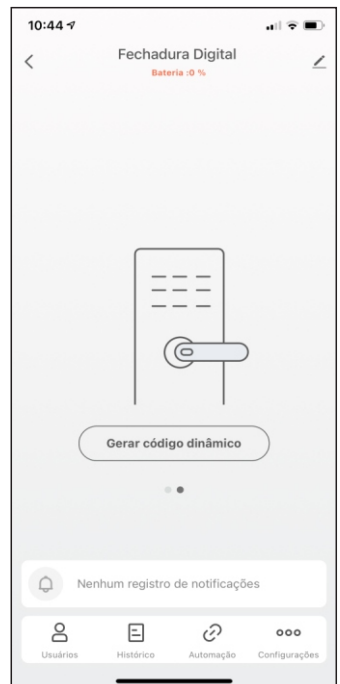 10:44
Fechadura Digital
Bateria :0 %
Gerar código dinâmico
Nenhum registro de notificações
Usuários Histórico Automação Configurações